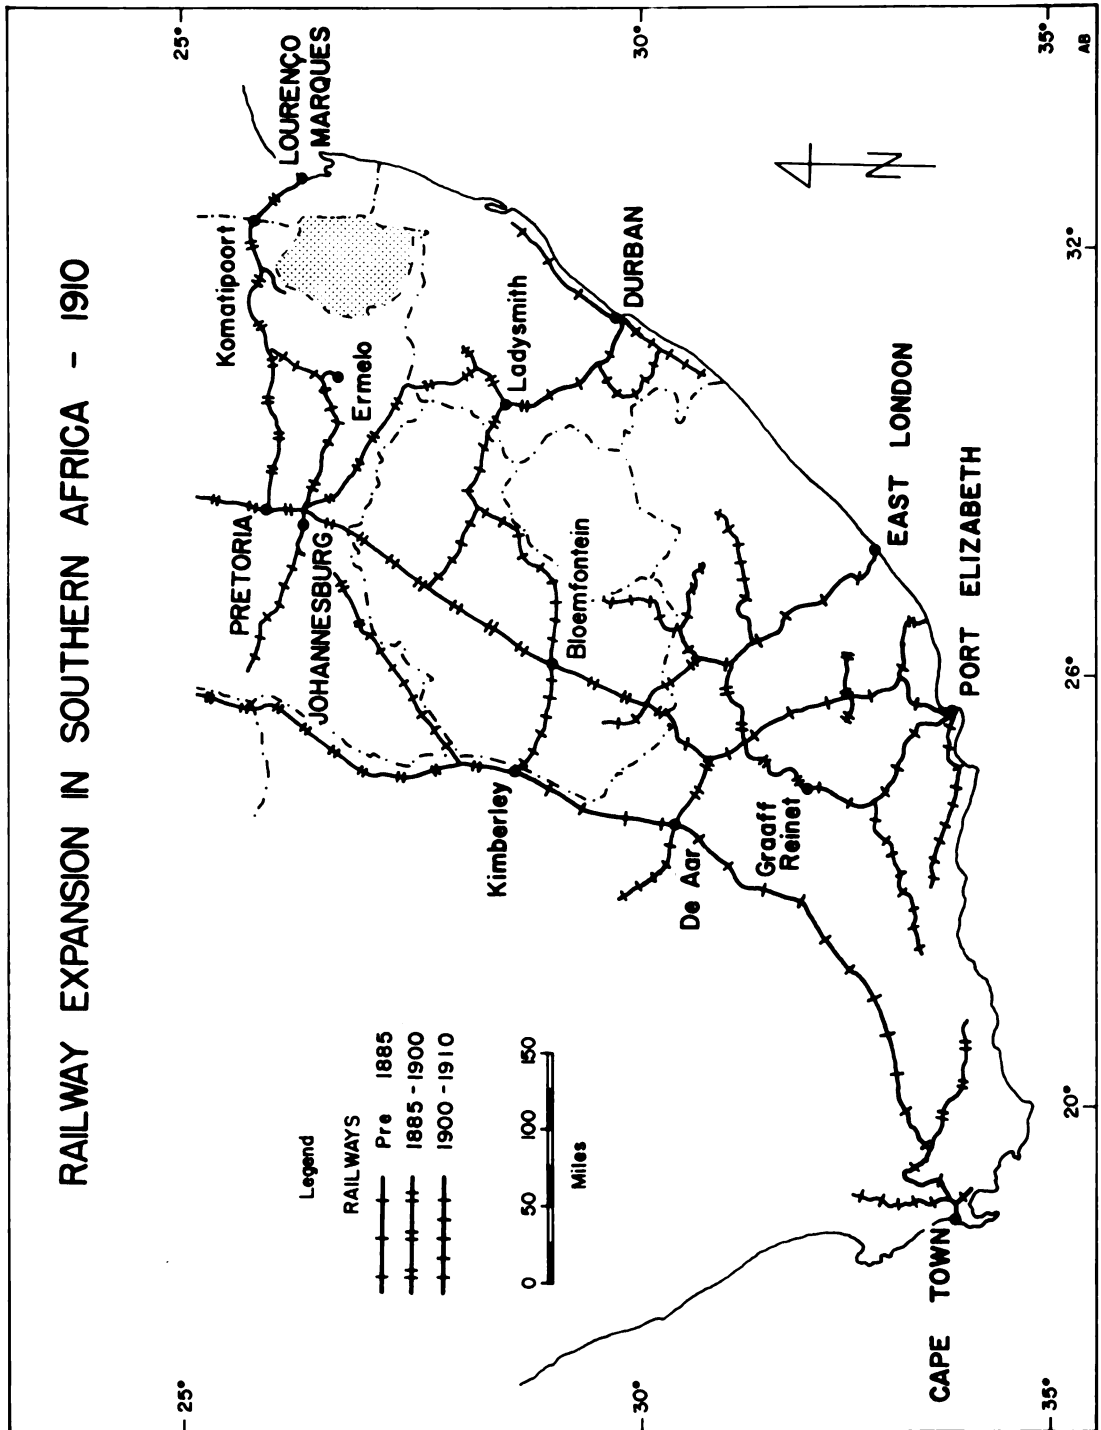 RAILWAY EXPANSION IN SOUTHERN AFRICA - 1910
25°
30°
35°
AB
LOURENÇO
MARQUES
Komatipoort
Ermelo
PRETORIA
JOHANNESBURG
Ladysmith
DURBAN
32°
Bloemfontein
EAST LONDON
PORT ELIZABETH
26°
Kimberley
De Aar
Graaff
Reinet
CAPE TOWN
20°
Legend
RAILWAYS
Pre 1885
1885-1900
1900-1910
0 50 100 150
Miles
N
25°
30°
35°